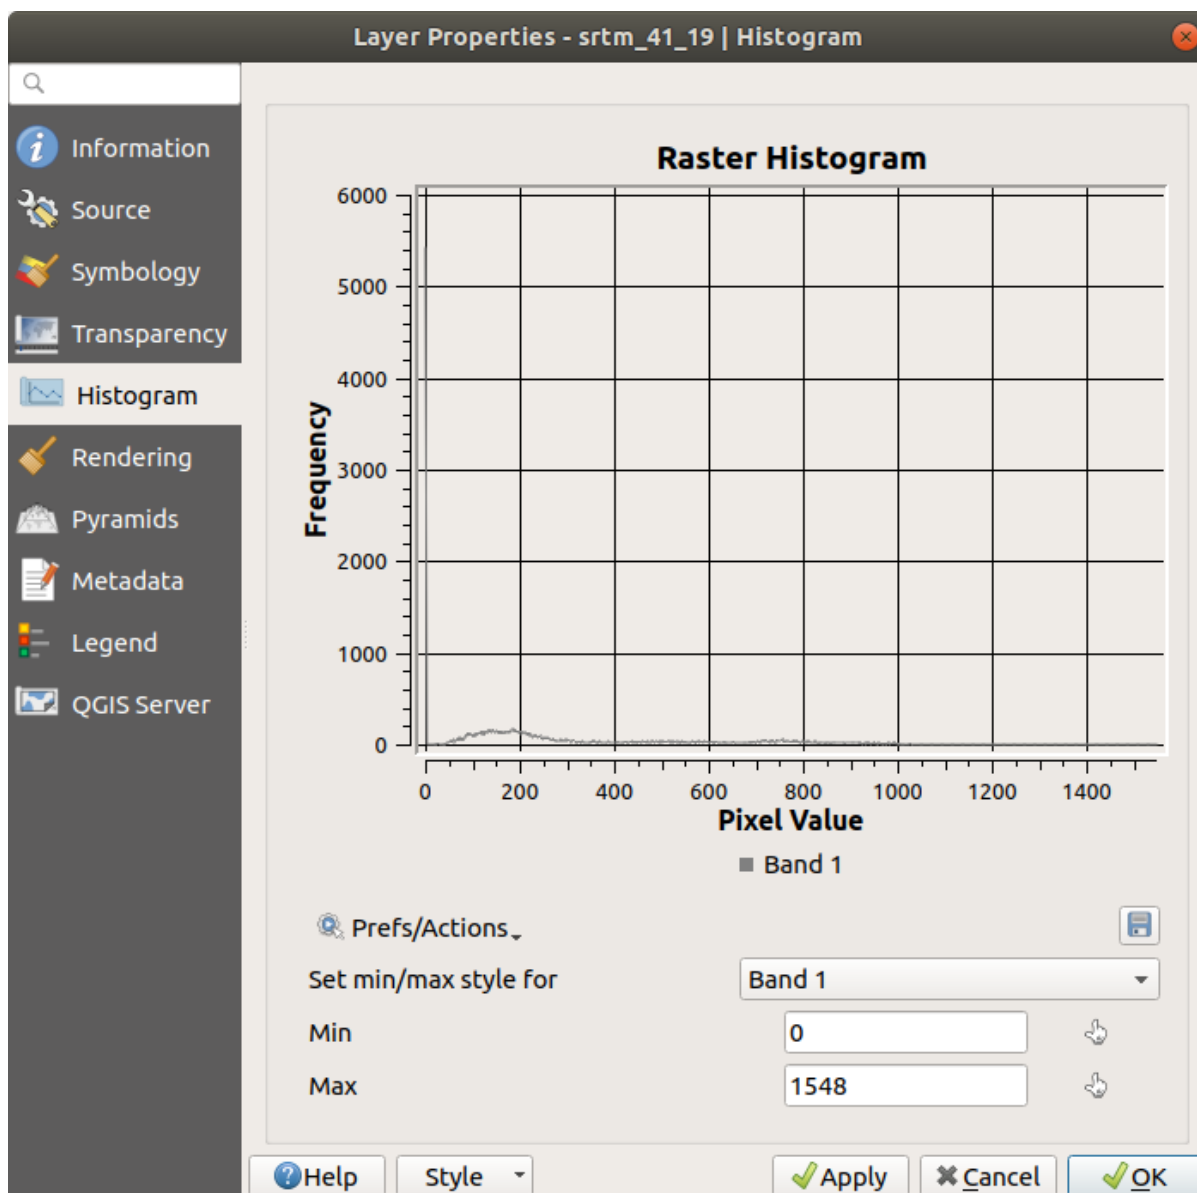 Layer Properties - srtm_41_19 | Histogram
Information
Source
Symbology
Transparency
Histogram
Rendering
Pyramids
Metadata
Legend
QGIS Server
Raster Histogram
6000
5000
4000
3000
2000
1000
0
Frequency
0 200 400 600 800 1000 1200 1400
Pixel Value
Band 1
Prefs/Actions
Set min/max style for Band 1
Min 0
Max 1548
Help Style Apply Cancel OK